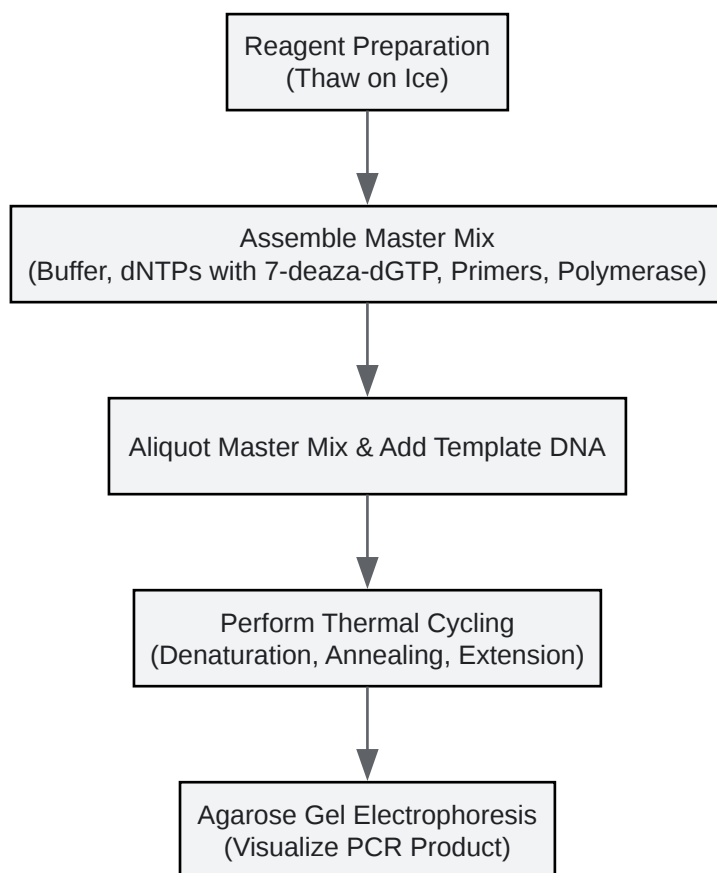 Reagent Preparation
(Thaw on Ice)
Assemble Master Mix
(Buffer, dNTPs with 7-deaza-dGTP, Primers, Polymerase)
Aliquot Master Mix & Add Template DNA
Perform Thermal Cycling
(Denaturation, Annealing, Extension)
Agarose Gel Electrophoresis
(Visualize PCR Product)